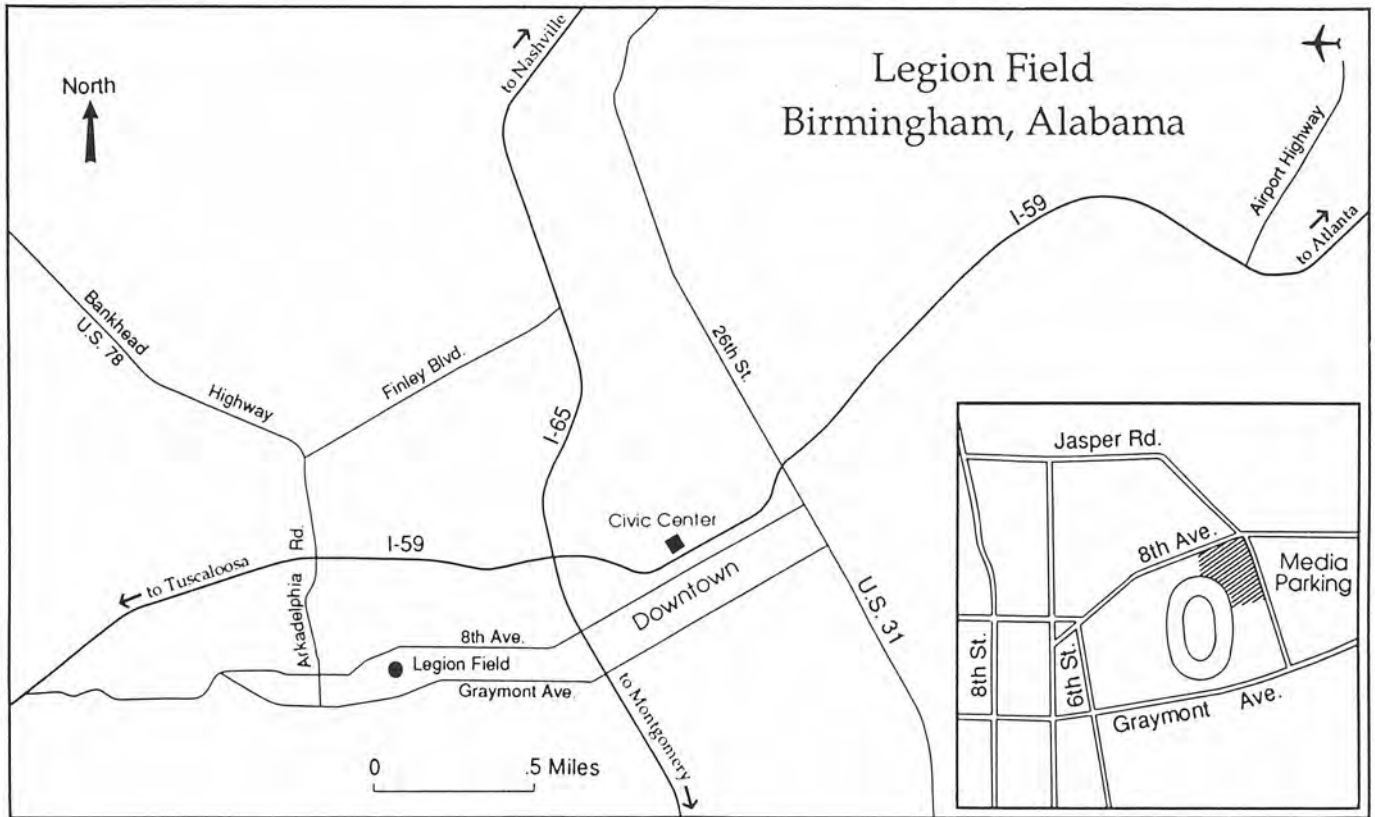 Legion Field
Birmingham, Alabama
North
to Nashville
Airport Highway
I-59
to Atlanta
Bankhead
U.S. 78
Highway
Finley Blvd.
26th St.
I-65
Civic Center
Arkadelphia Rd.
I-59
to Tuscaloosa
Downtown
U.S. 31
8th Ave.
Legion Field
Graymont Ave.
to Montgomery
0 .5 Miles
Jasper Rd.
8th Ave.
Media
Parking
8th St.
6th St.
Graymont Ave.